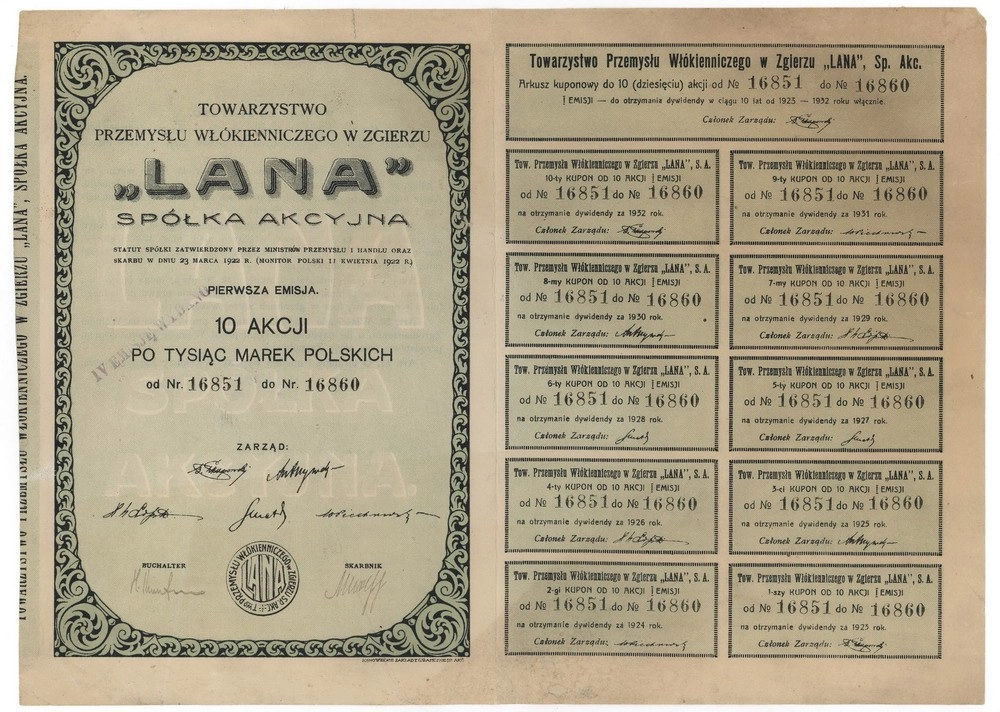 TOWARZYSTWO PRZEMYSŁU WŁÓKIENNICZEGO W ZGIERZU „LANA", SPÓŁKA AKCYJNA.
TOWARZYSTWO
PRZEMYSŁU WŁÓKIENNICZEGO W ZGIERZU
„LANA"
SPÓŁKA AKCYJNA
STATUT SPÓŁKI ZATWIERDZONY PRZEZ MINISTRÓW PRZEMYSŁU I HANDLU ORAZ
SKARBU W DNIU 23 MARCA 1922 R. (MONITOR POLSKI 11 KWIETNIA 1922 R.)
PIERWSZA EMISJA.
10 AKCJI
PO TYSIĄC MAREK POLSKICH
od Nr. 16851 do Nr. 16860
ZARZĄD:
BUCHALTER
SKARBNIK
LANA
Towarzystwo Przemysłu Włókienniczego w Zgierzu „LANA", Sp. Akc.
Arkusz kuponowy do 10 (dziesięciu) akcji od № 16851 do № 16860
I EMISJI — do otrzymania dywidendy w ciągu 10 lat od 1923 — 1932 roku włącznie.
Członek Zarządu:
Tow. Przemysłu Włókienniczego w Zgierzu „LANA", S. A.
10-ty KUPON OD 10 AKCJI I EMISJI
od № 16851 do № 16860
na otrzymanie dywidendy za 1932 rok.
Członek Zarządu:
Tow. Przemysłu Włókienniczego w Zgierzu „LANA", S. A.
9-ty KUPON OD 10 AKCJI I EMISJI
od № 16851 do № 16860
na otrzymanie dywidendy za 1931 rok.
Członek Zarządu:
Tow. Przemysłu Włókienniczego w Zgierzu „LANA", S. A.
8-my KUPON OD 10 AKCJI I EMISJI
od № 16851 do № 16860
na otrzymanie dywidendy za 1930 rok.
Członek Zarządu:
Tow. Przemysłu Włókienniczego w Zgierzu „LANA", S. A.
7-my KUPON OD 10 AKCJI I EMISJI
od № 16851 do № 16860
na otrzymanie dywidendy za 1929 rok.
Członek Zarządu:
Tow. Przemysłu Włókienniczego w Zgierzu „LANA", S. A.
6-ty KUPON OD 10 AKCJI I EMISJI
od № 16851 do № 16860
na otrzymanie dywidendy za 1928 rok.
Członek Zarządu:
Tow. Przemysłu Włókienniczego w Zgierzu „LANA", S. A.
5-ty KUPON OD 10 AKCJI I EMISJI
od № 16851 do № 16860
na otrzymanie dywidendy za 1927 rok.
Członek Zarządu:
Tow. Przemysłu Włókienniczego w Zgierzu „LANA", S. A.
4-ty KUPON OD 10 AKCJI I EMISJI
od № 16851 do № 16860
na otrzymanie dywidendy za 1926 rok.
Członek Zarządu:
Tow. Przemysłu Włókienniczego w Zgierzu „LANA", S. A.
3-ci KUPON OD 10 AKCJI I EMISJI
od № 16851 do № 16860
na otrzymanie dywidendy za 1925 rok.
Członek Zarządu:
Tow. Przemysłu Włókienniczego w Zgierzu „LANA", S. A.
2-gi KUPON OD 10 AKCJI I EMISJI
od № 16851 do № 16860
na otrzymanie dywidendy za 1924 rok.
Członek Zarządu:
Tow. Przemysłu Włókienniczego w Zgierzu „LANA", S. A.
1-szy KUPON OD 10 AKCJI I EMISJI
od № 16851 do № 16860
na otrzymanie dywidendy za 1923 rok.
Członek Zarządu: